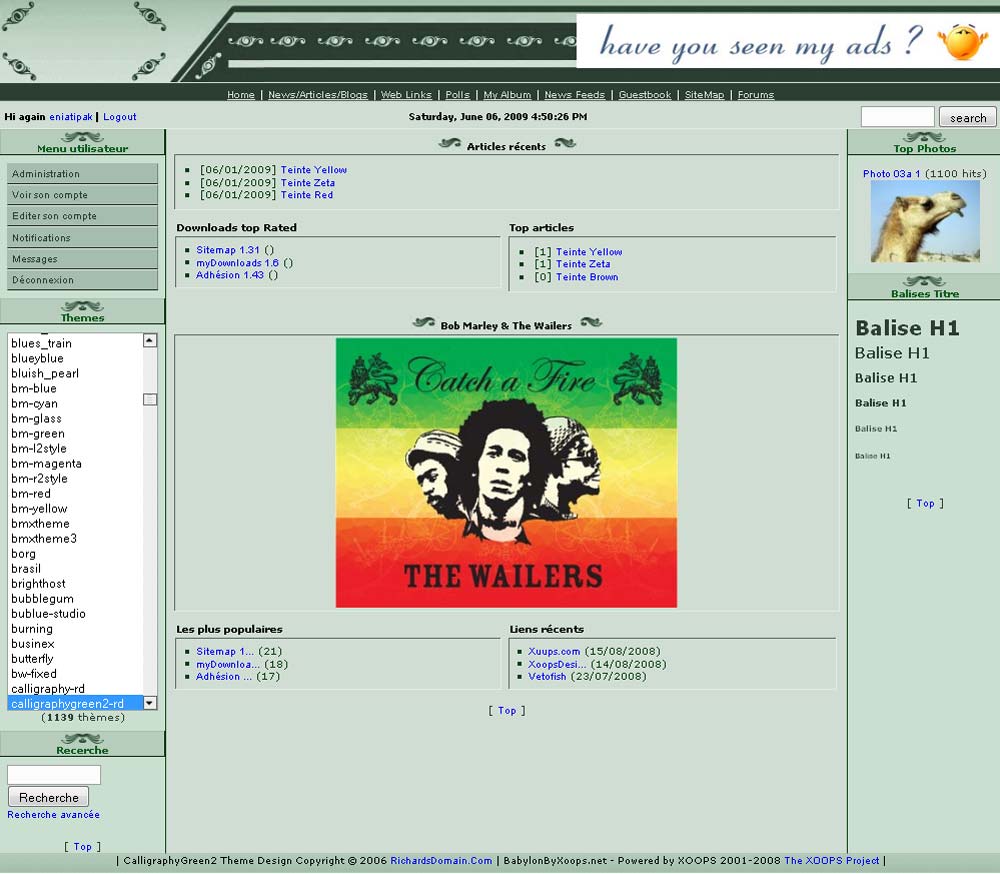 have you seen my ads ?
Home | News/Articles/Blogs | Web Links | Polls | My Album | News Feeds | Guestbook | SiteMap | Forums
Hi again eniatipak | Logout
Saturday, June 06, 2009 4:50:26 PM
search
Menu utilisateur
Administration
Voir son compte
Editer son compte
Notifications
Messages
Déconnexion
Themes
blues_train
blueyblue
bluish_pearl
bm-blue
bm-cyan
bm-glass
bm-green
bm-l2style
bm-magenta
bm-r2style
bm-red
bm-yellow
bmxtheme
bmxtheme3
borg
brasil
brighthost
bubblegum
bublue-studio
burning
businex
butterfly
bw-fixed
calligraphy-rd
calligraphygreen2-rd
(1139 thèmes)
Recerche
Recherche
Recherche avancée
[ Top ]
Articles récents
[06/01/2009] Teinte Yellow
[06/01/2009] Teinte Zeta
[06/01/2009] Teinte Red
Downloads top Rated
Sitemap 1.31 ()
myDownloads 1.6 ()
Adhésion 1.43 ()
Top articles
[1] Teinte Yellow
[1] Teinte Zeta
[0] Teinte Brown
Bob Marley & The Wailers
Catch a Fire
THE WAILERS
Les plus populaires
Sitemap 1... (21)
myDownloa... (18)
Adhésion ... (17)
Liens récents
Xuups.com (15/08/2008)
XoopsDesi... (14/08/2008)
Vetofish (23/07/2008)
[ Top ]
Top Photos
Photo 03a 1 (1100 hits)
Balises Titre
Balise H1
Balise H1
Balise H1
Balise H1
Balise H1
Balise H1
[ Top ]
| CalligraphyGreen2 Theme Design Copyright © 2006 RichardsDomain.Com | BabylonByXoops.net - Powered by XOOPS 2001-2008 The XOOPS Project |